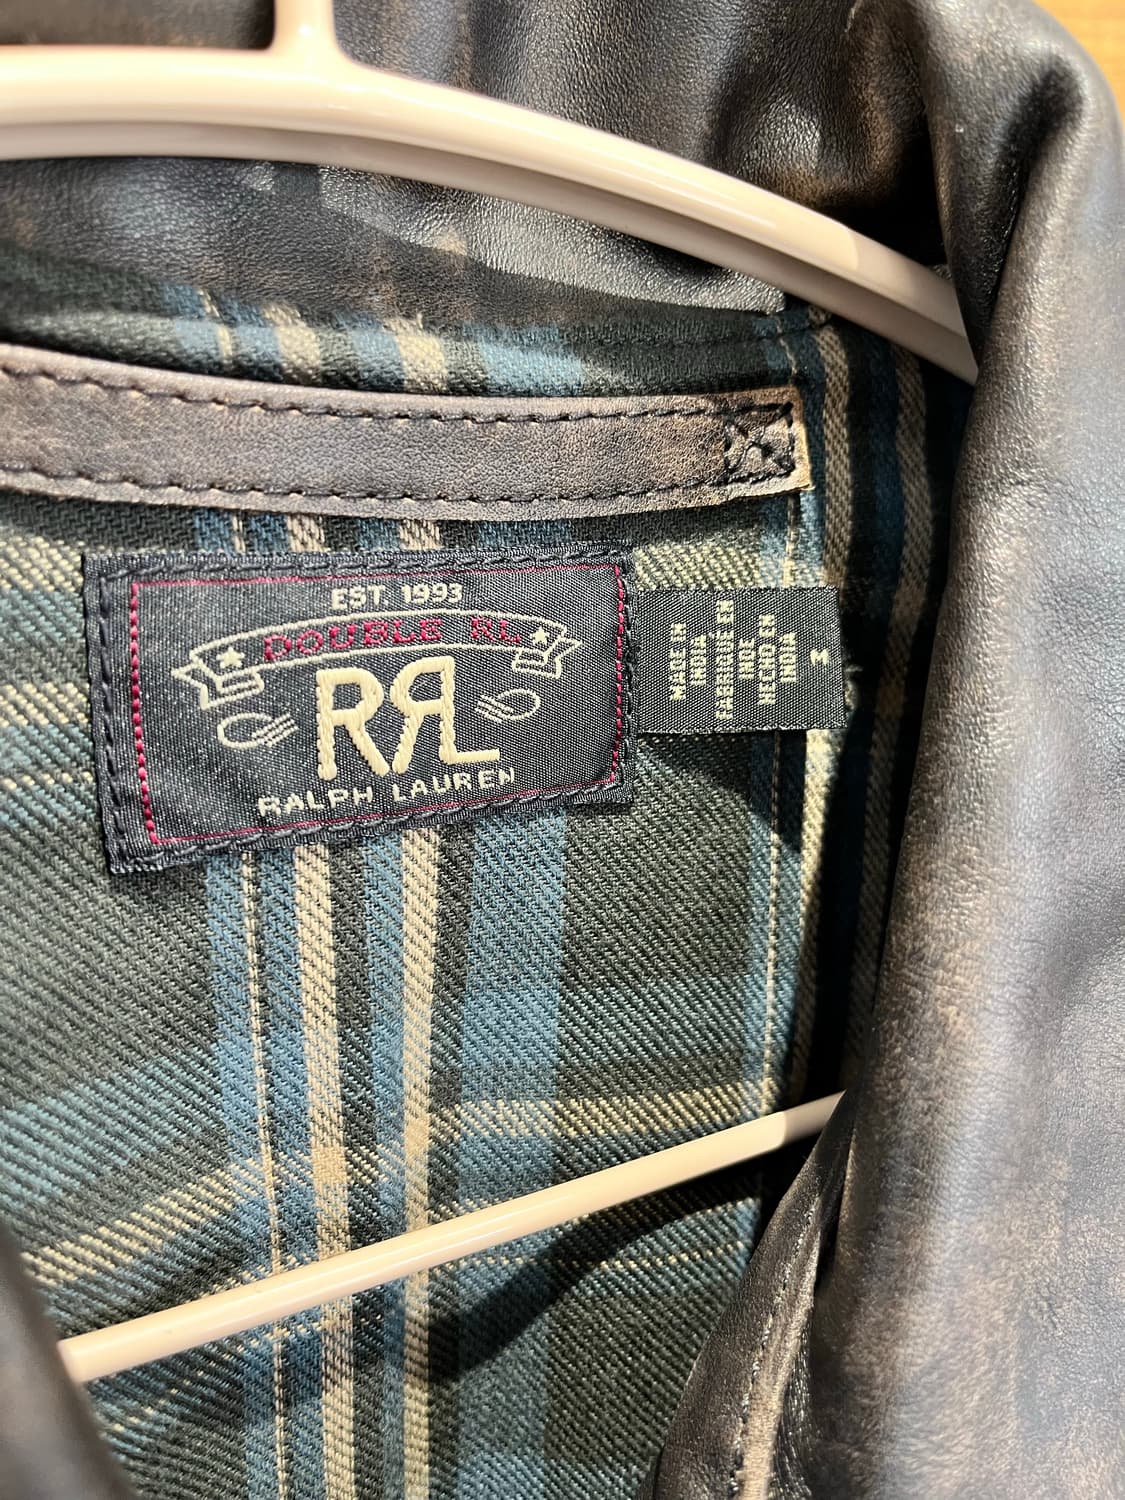 EST. 1993
DOUBLE RL
RRL
RALPH LAUREN
MADE IN
INDIA
FABRIQUÉ EN
INDE
HECHO EN
INDIA
M